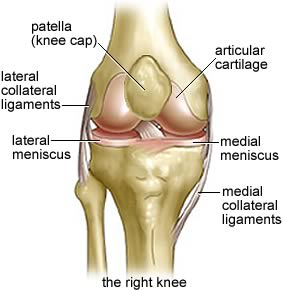 patella
(knee cap)
articular
cartilage
lateral
collateral
ligaments
lateral
meniscus
medial
meniscus
medial
collateral
ligaments
the right knee